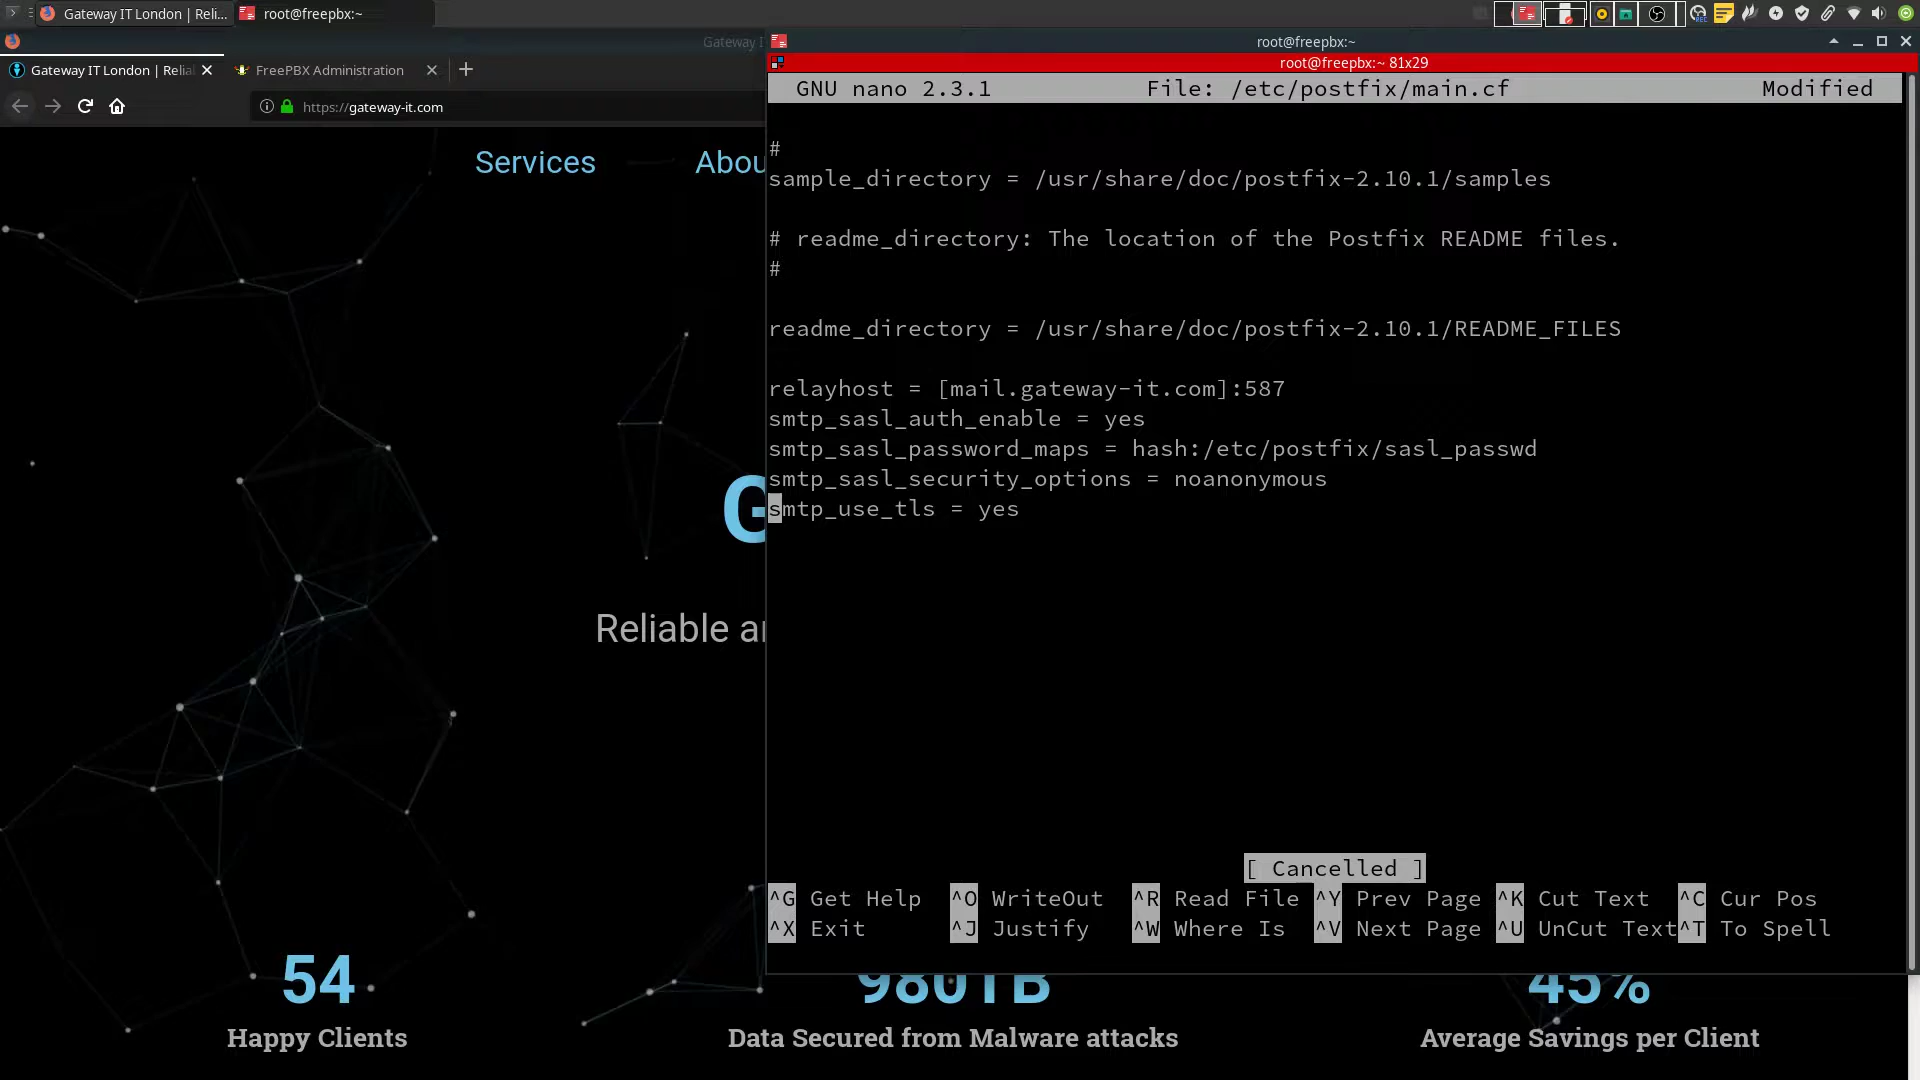 Gateway IT London | Reli...
root@freepbx:~
Gateway I
root@freepbx:~
Gateway IT London | Relia
FreePBX Administration
root@freepbx:~ 81x29
https://gateway-it.com
GNU nano 2.3.1 File: /etc/postfix/main.cf Modified
Services
Abou
#
sample_directory = /usr/share/doc/postfix-2.10.1/samples
# readme_directory: The location of the Postfix README files.
#
readme_directory = /usr/share/doc/postfix-2.10.1/README_FILES
relayhost = [mail.gateway-it.com]:587
smtp_sasl_auth_enable = yes
smtp_sasl_password_maps = hash:/etc/postfix/sasl_passwd
smtp_sasl_security_options = noanonymous
smtp_use_tls = yes
G
Reliable a
[ Cancelled ]
^G Get Help ^O WriteOut ^R Read File ^Y Prev Page ^K Cut Text ^C Cur Pos
^X Exit ^J Justify ^W Where Is ^V Next Page ^U UnCut Text ^T To Spell
54
980TB
45%
Happy Clients
Data Secured from Malware attacks
Average Savings per Client